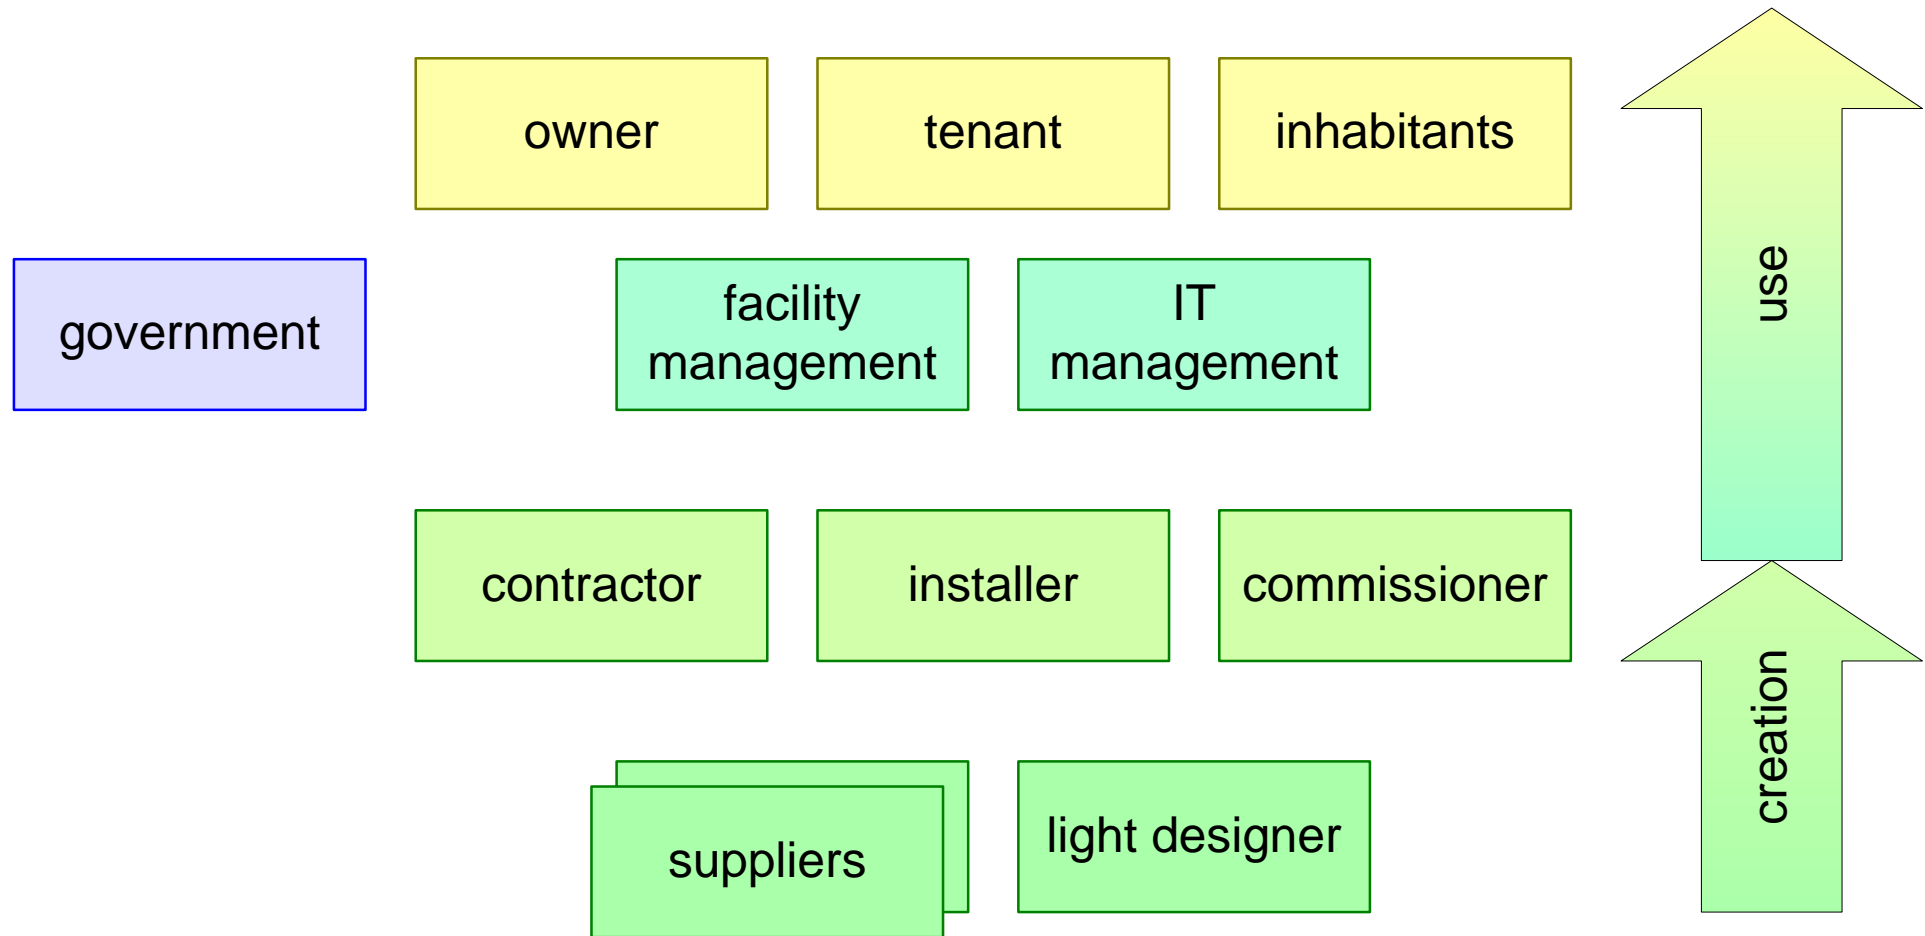 owner
tenant
inhabitants
government
facility
management
IT
management
use
contractor
installer
commissioner
creation
suppliers
light designer